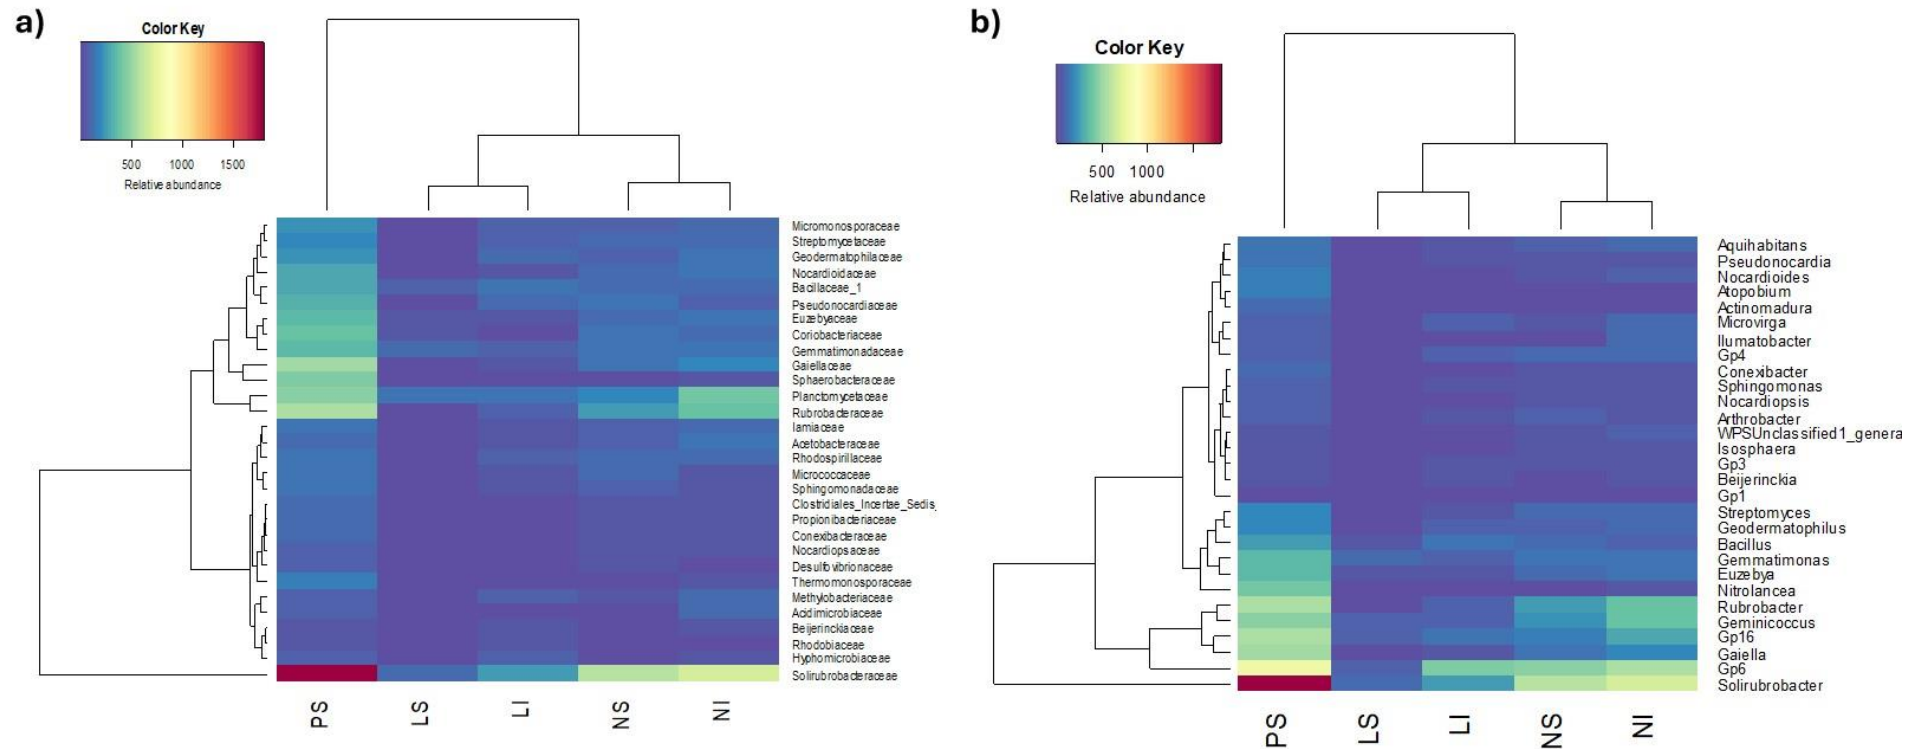 a)
Color Key
500 1000 1500
Relative abundance
Micromonosporaceae
Streptomycetaceae
Geodermatophilaceae
Nocardioidaceae
Bacillaceae_1
Pseudonocardiaceae
Euzebyaceae
Coriobacteriaceae
Gemmatimonadaceae
Gaiellaceae
Sphaerobacteraceae
Planctomycetaceae
Rubrobacteraceae
Iamiaceae
Acetobacteraceae
Rhodospirillaceae
Micrococcaceae
Sphingomonadaceae
Clostridiales_Incertae_Sedis_
Propionibacteriaceae
Conexibacteraceae
Nocardiopsaceae
Desulfovibrionaceae
Thermomonosporaceae
Methylobacteriaceae
Acidimicrobiaceae
Beijerinckiaceae
Rhodobiaceae
Hyphomicrobiaceae
Solirubrobacteraceae
PS LS LI NS NI
b)
Color Key
500 1000
Relative abundance
Aquihabitans
Pseudonocardia
Nocardioides
Atopobium
Actinomadura
Microvirga
Ilumatobacter
Gp4
Conexibacter
Sphingomonas
Nocardiopsis
Arthrobacter
WPSUnclassified1_genera
Isosphaera
Gp3
Beijerinckia
Gp1
Streptomyces
Geodermatophilus
Bacillus
Gemmatimonas
Euzebya
Nitrolancea
Rubrobacter
Geminicoccus
Gp16
Gaiella
Gp6
Solirubrobacter
PS LS LI NS NI